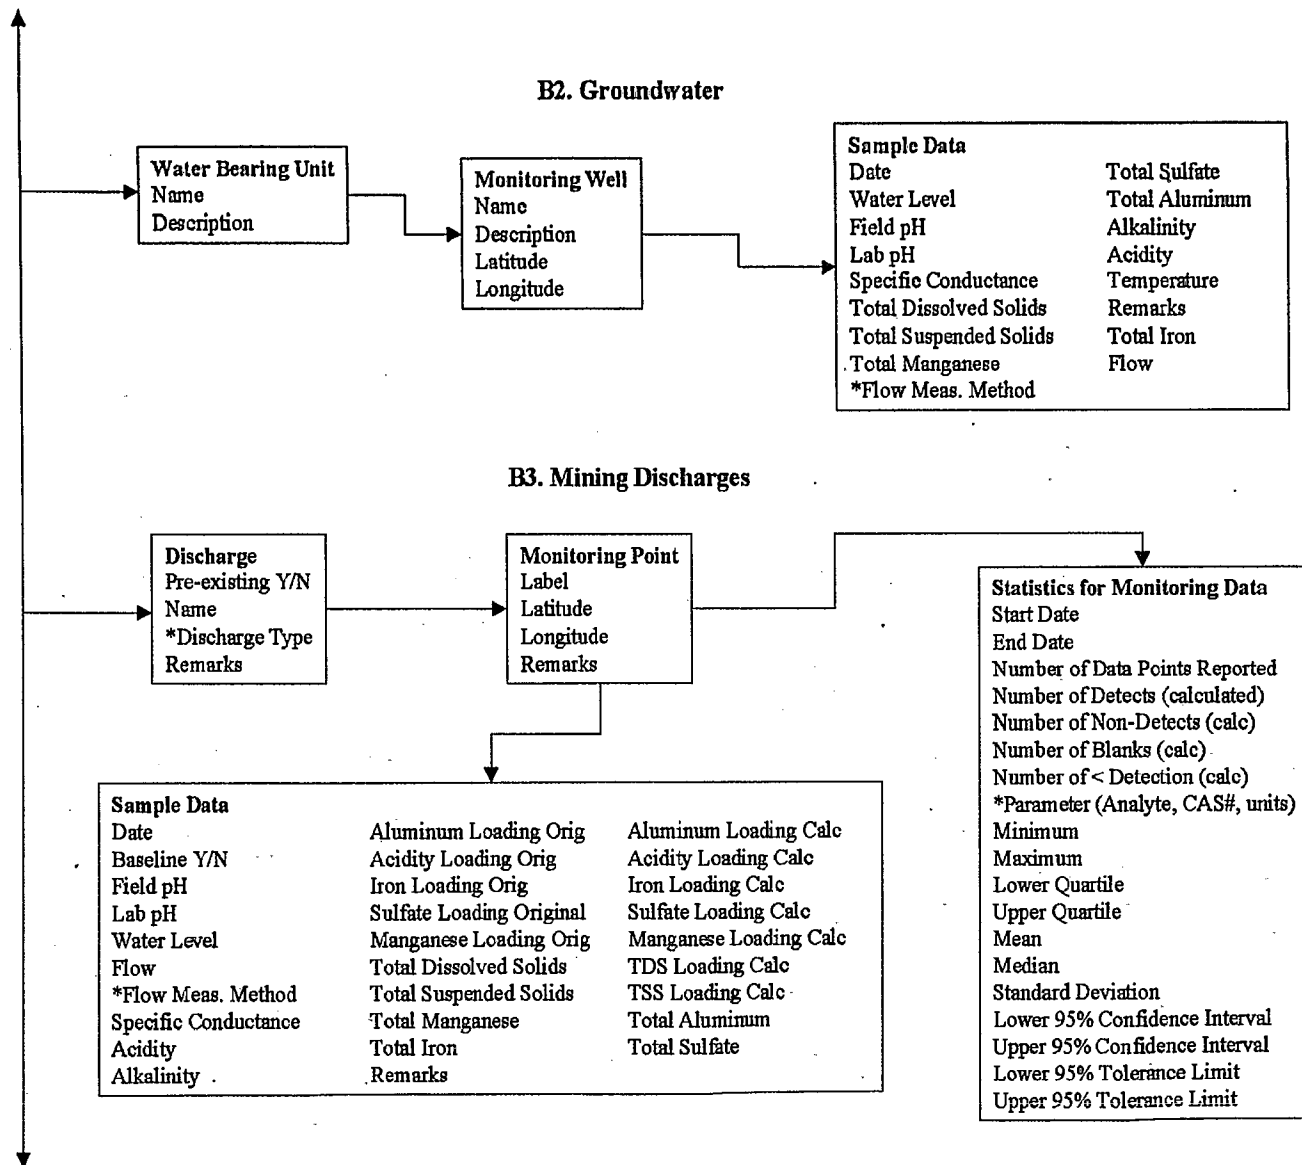 B2. Groundwater
Water Bearing Unit
Name
Description
Monitoring Well
Name
Description
Latitude
Longitude
Sample Data
Date Total Sulfate
Water Level Total Aluminum
Field pH Alkalinity
Lab pH Acidity
Specific Conductance Temperature
Total Dissolved Solids Remarks
Total Suspended Solids Total Iron
Total Manganese Flow
*Flow Meas. Method
B3. Mining Discharges
Discharge
Pre-existing Y/N
Name
*Discharge Type
Remarks
Monitoring Point
Label
Latitude
Longitude
Remarks
Statistics for Monitoring Data
Start Date
End Date
Number of Data Points Reported
Number of Detects (calculated)
Number of Non-Detects (calc)
Number of Blanks (calc)
Number of < Detection (calc)
*Parameter (Analyte, CAS#, units)
Minimum
Maximum
Lower Quartile
Upper Quartile
Mean
Median
Standard Deviation
Lower 95% Confidence Interval
Upper 95% Confidence Interval
Lower 95% Tolerance Limit
Upper 95% Tolerance Limit
Sample Data
Date Aluminum Loading Orig Aluminum Loading Calc
Baseline Y/N Acidity Loading Orig Acidity Loading Calc
Field pH Iron Loading Orig Iron Loading Calc
Lab pH Sulfate Loading Original Sulfate Loading Calc
Water Level Manganese Loading Orig Manganese Loading Calc
Flow Total Dissolved Solids TDS Loading Calc
*Flow Meas. Method Total Suspended Solids TSS Loading Calc
Specific Conductance Total Manganese Total Aluminum
Acidity Total Iron Total Sulfate
Alkalinity Remarks